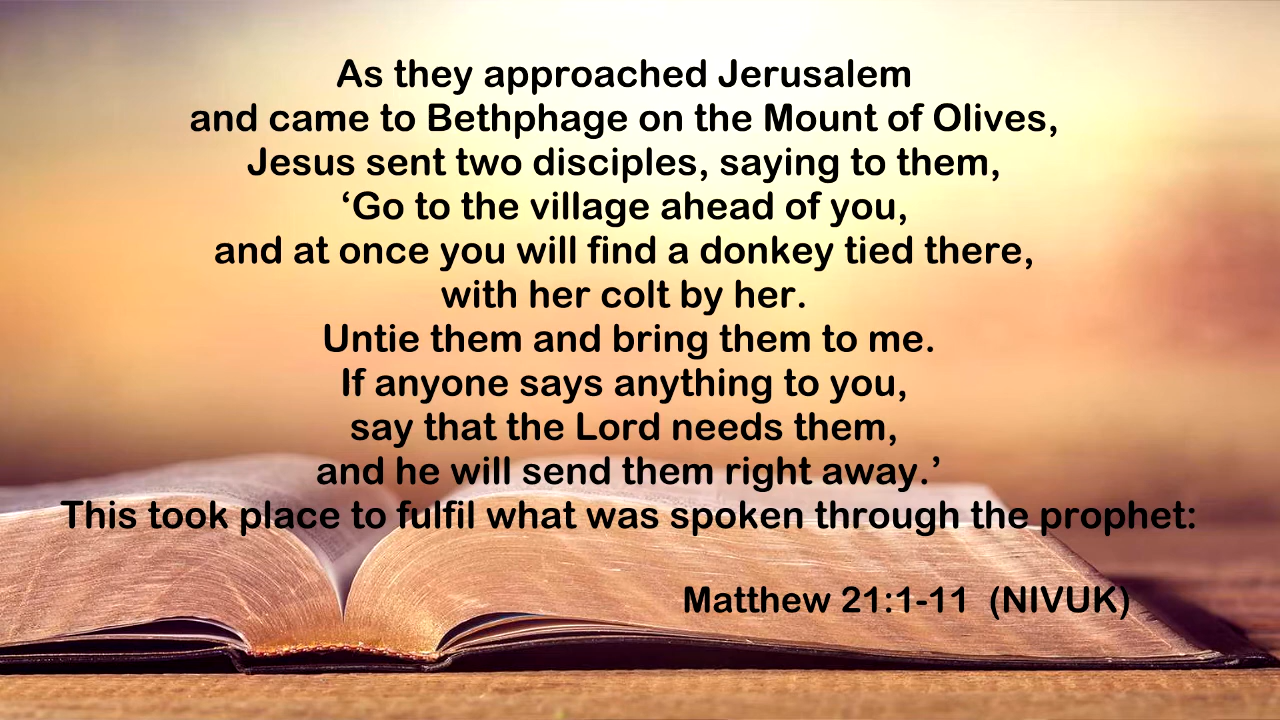 As they approached Jerusalem
and came to Bethphage on the Mount of Olives,
Jesus sent two disciples, saying to them,
‘Go to the village ahead of you,
and at once you will find a donkey tied there,
with her colt by her.
Untie them and bring them to me.
If anyone says anything to you,
say that the Lord needs them,
and he will send them right away.’
This took place to fulfil what was spoken through the prophet:
Matthew 21:1-11 (NIVUK)